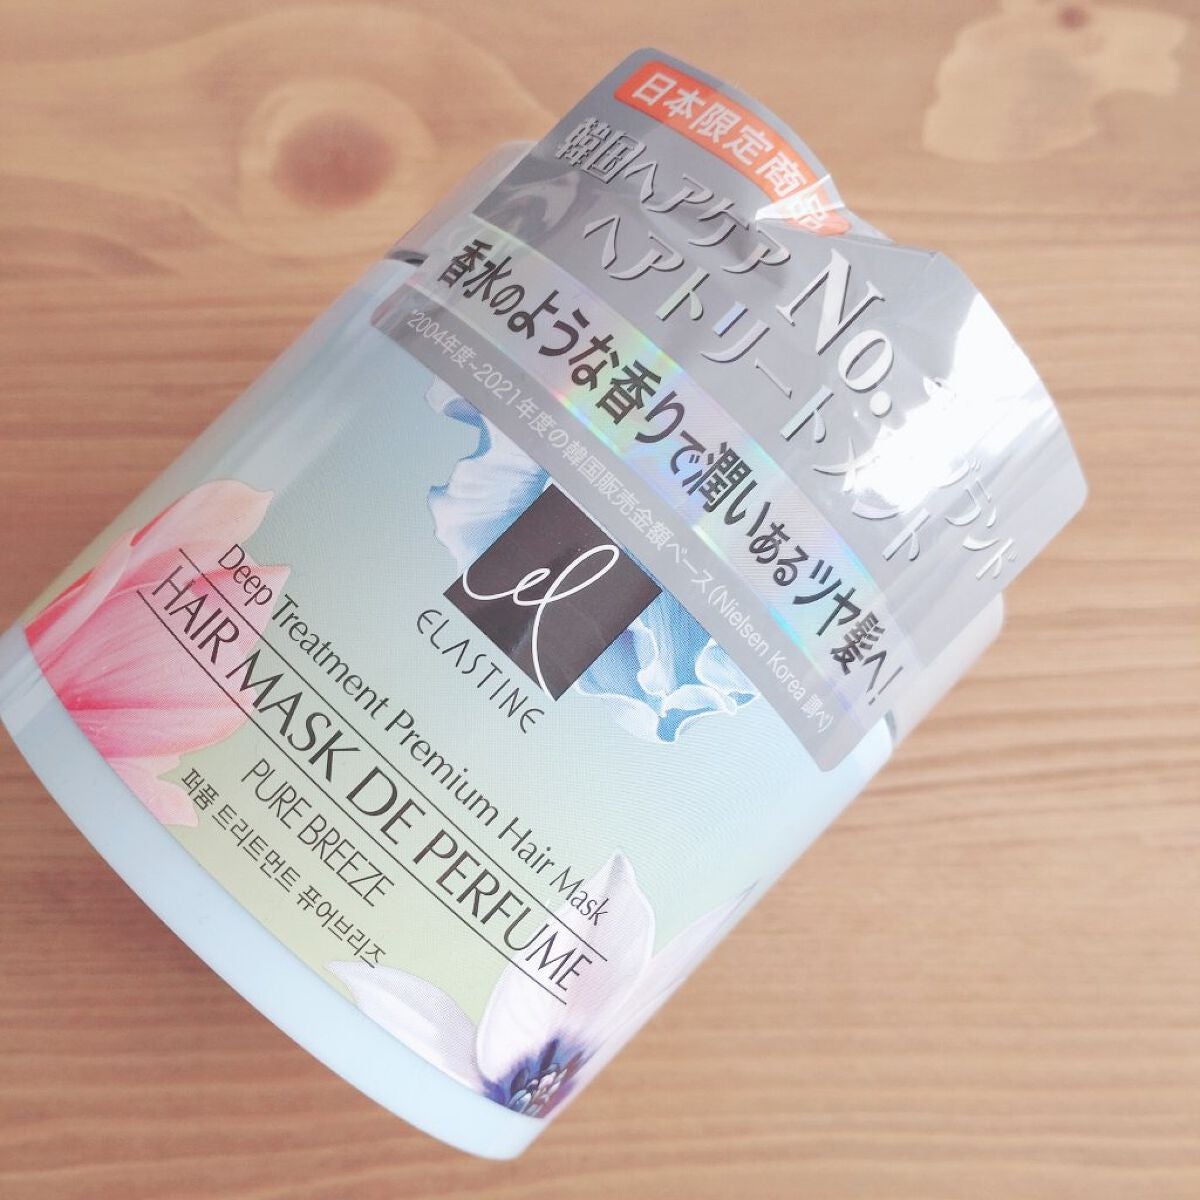 日本限定商品
韓国ヘアケア No. ブランド
ヘアトリートメント
香水のような香りで潤いあるツヤ髪へ!
*2004年度~2021年度の韓国販売金額ベース(Nielsen Korea 調べ)
el
ELASTINE
Deep Treatment Premium Hair Mask
HAIR MASK DE PERFUME
PURE BREEZE
퍼퓸 트리트먼트 퓨어브리즈